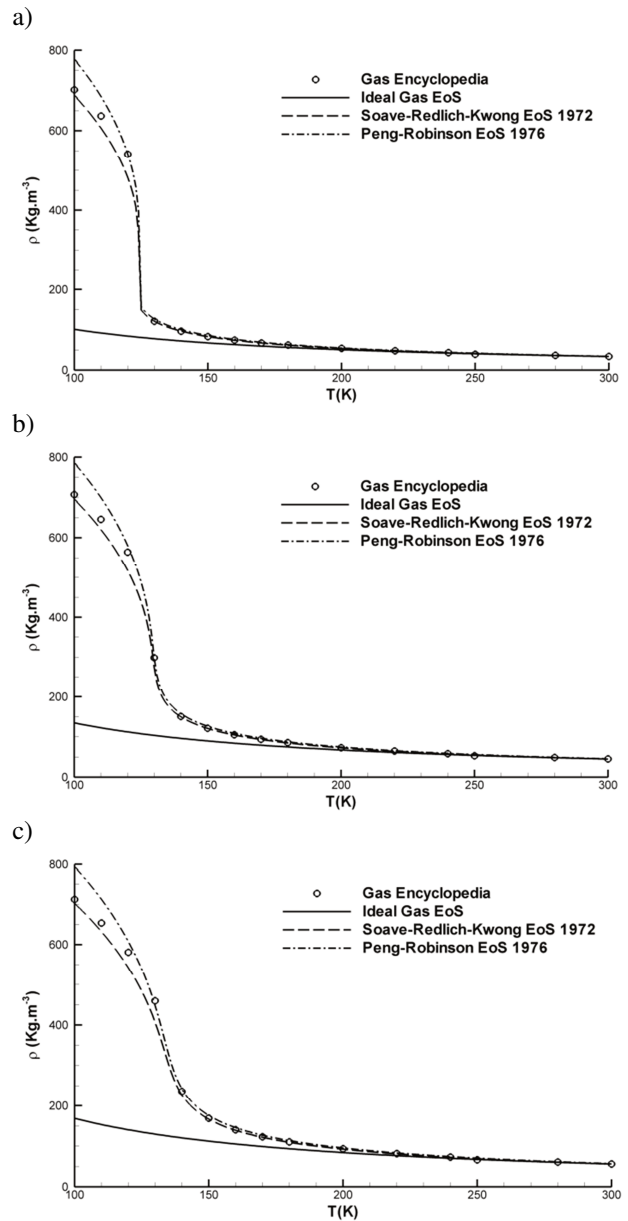 a)
800
600
400
200
0
ρ (Kg.m-3)
Gas Encyclopedia
Ideal Gas EoS
Soave-Redlich-Kwong EoS 1972
Peng-Robinson EoS 1976
100 150 200 250 300
T(K)
b)
800
600
400
200
0
ρ (Kg.m-3)
Gas Encyclopedia
Ideal Gas EoS
Soave-Redlich-Kwong EoS 1972
Peng-Robinson EoS 1976
100 150 200 250 300
T(K)
c)
800
600
400
200
0
ρ (Kg.m-3)
Gas Encyclopedia
Ideal Gas EoS
Soave-Redlich-Kwong EoS 1972
Peng-Robinson EoS 1976
100 150 200 250 300
T(K)